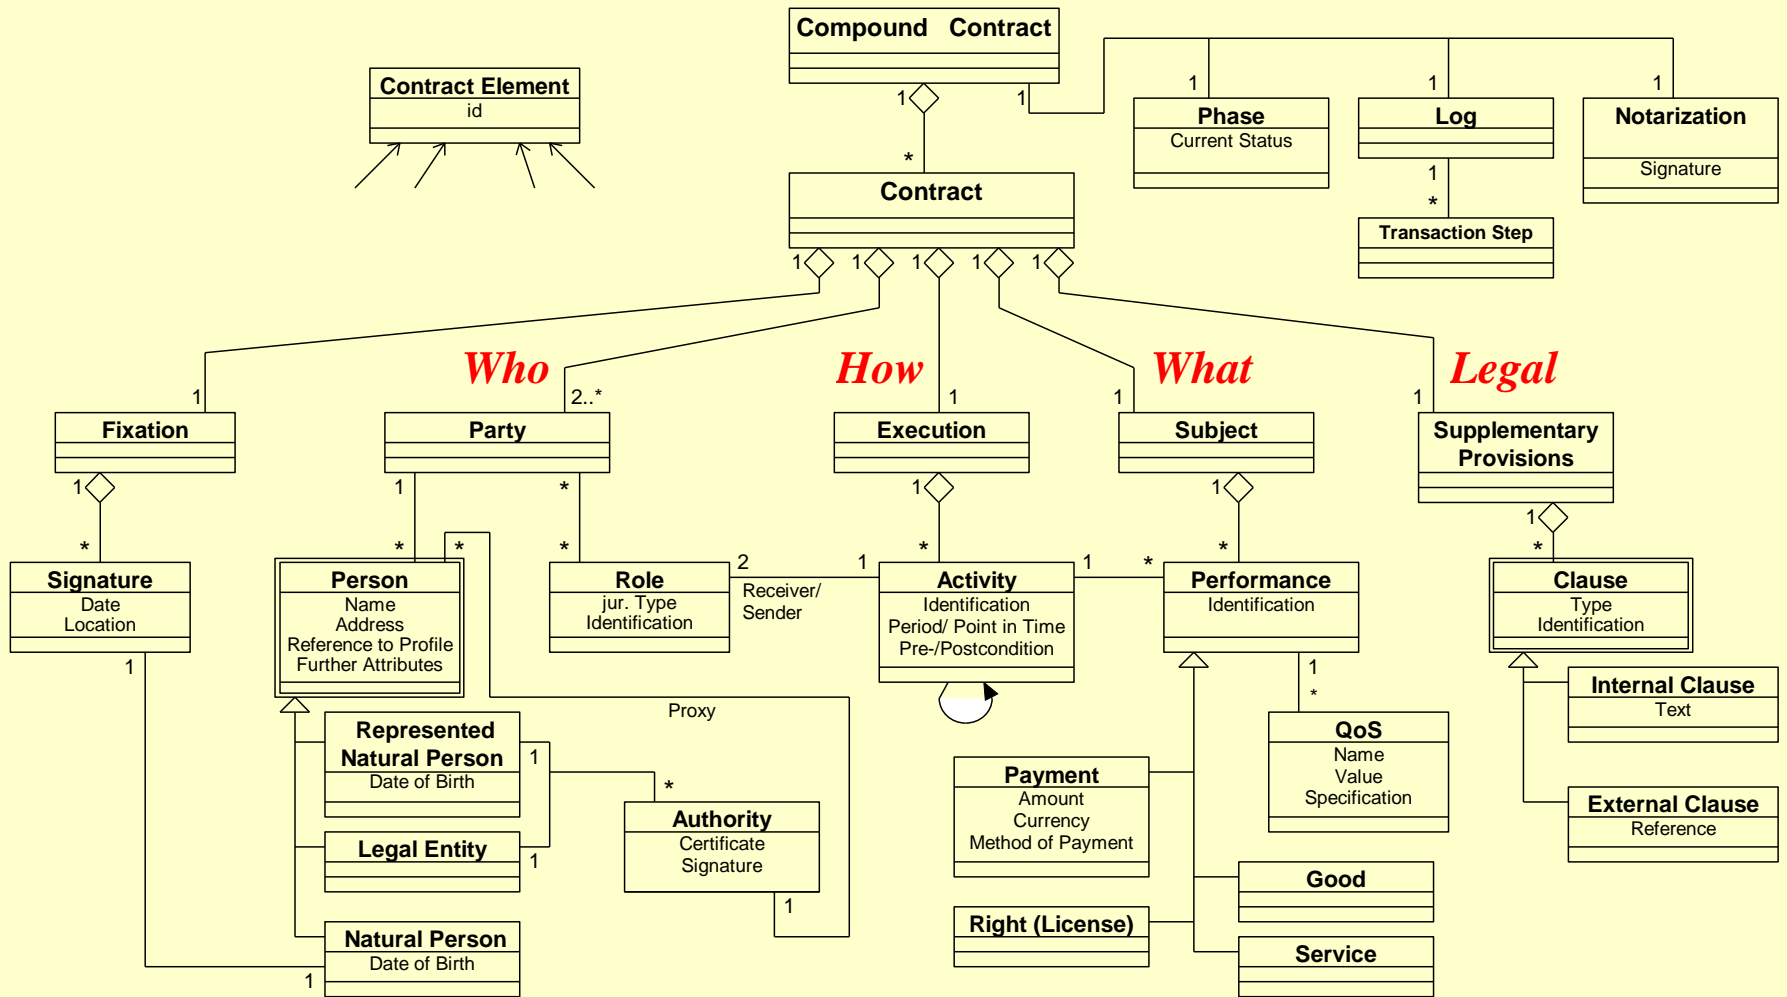 Compound Contract
1
1
Contract Element
id
Phase
Current Status
1
Log
1
1
*
Transaction Step
1
Notarization
Signature
*
Contract
1
1
1
1
1
Who
How
What
Legal
1
2..*
1
1
1
Fixation
Party
Execution
Subject
Supplementary
Provisions
1
1
*
1
1
1
*
*
*
*
*
*
*
Signature
Date
Location
1
Person
Name
Address
Reference to Profile
Further Attributes
Role
jur. Type
Identification
2
Receiver/
Sender
1
Activity
Identification
Period/ Point in Time
Pre-/Postcondition
1
*
Performance
Identification
1
*
Clause
Type
Identification
Internal Clause
Text
External Clause
Reference
QoS
Name
Value
Specification
Proxy
Represented
Natural Person
Date of Birth
1
*
Authority
Certificate
Signature
1
Legal Entity
1
Natural Person
Date of Birth
1
Payment
Amount
Currency
Method of Payment
Right (License)
Good
Service